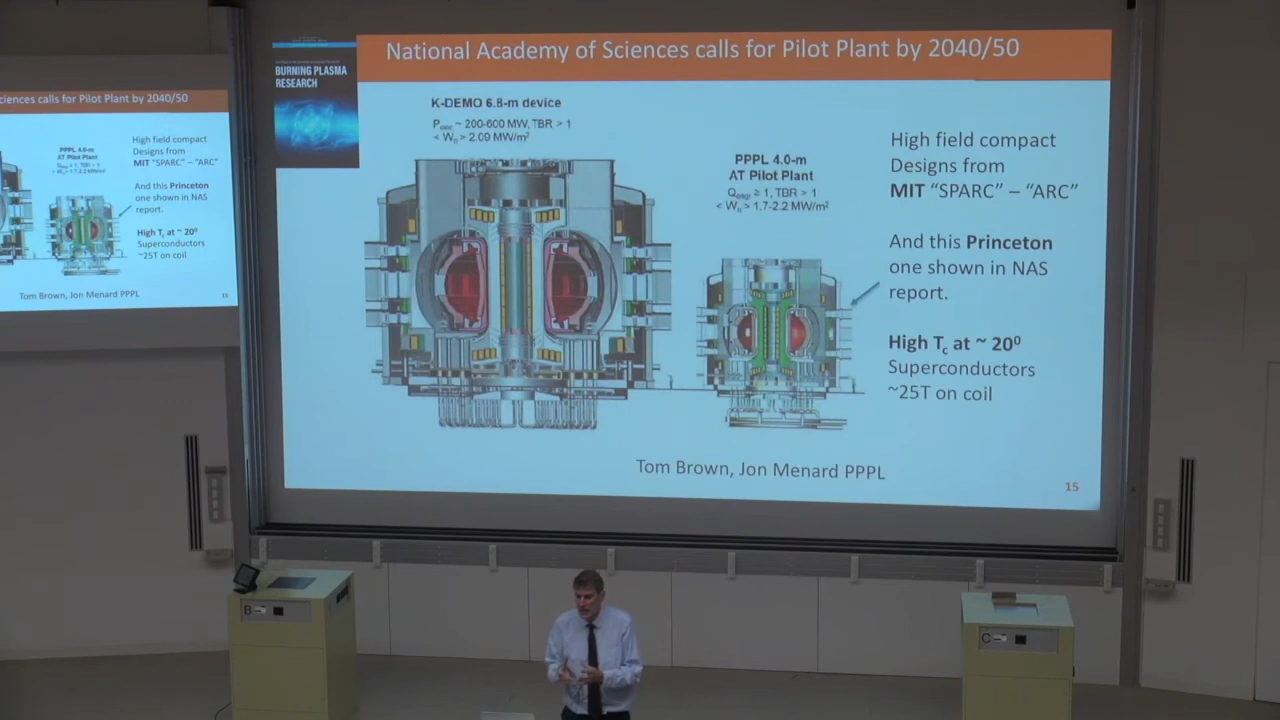 National Academy of Sciences calls for Pilot Plant by 2040/50
BURNING PLASMA
RESEARCH
K-DEMO 6.8-m device
~ 200-600 MW, TBR > 1
< Wn > 2.09 MW/m²
PPPL 4.0-m
AT Pilot Plant
≥ 1, TBR > 1
< Wn > 1.7-2.2 MW/m²
High field compact
Designs from
MIT “SPARC” – “ARC”
And this Princeton
one shown in NAS
report.
High Tc at ~ 20⁰
Superconductors
~25T on coil
Tom Brown, Jon Menard PPPL
15
ciences calls for Pilot Plant by 2040/50
PPPL 4.0-m
AT Pilot Plant
High field compact
Designs from
MIT “SPARC” – “ARC”
And this Princeton
one shown in NAS
report.
High Tc at ~ 20⁰
Superconductors
~25T on coil
Tom Brown, Jon Menard PPPL
15
B
C